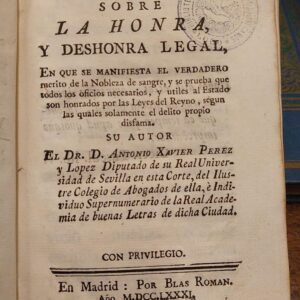 SOBRE
LA HONRA,
Y DESHONRA LEGAL,
EN QUE SE MANIFIESTA EL VERDADERO
merito de la Nobleza de sangre, y se prueba que
todos los oficios necesarios, y utiles al Estado
son honrados por las Leyes del Reyno, segun
las quales solamente el delito propio
disfama.
SU AUTOR
EL DR. D. ANTONIO XAVIER PEREZ
y Lopez Diputado de su Real Univer-
sidad de Sevilla en esta Corte, del Ilus-
tre Colegio de Abogados de ella, è Indi-
viduo Supernumerario de la Real Acade-
mia de buenas Letras de dicha Ciudad.
CON PRIVILEGIO.
En Madrid: POR BLAS ROMAN.
Año M.DCC.LXXXI.